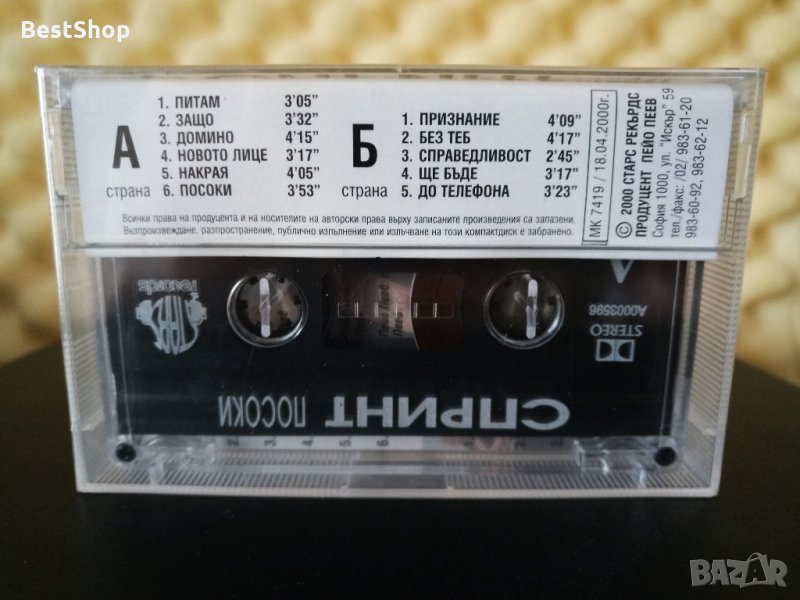 BestShop
А
страна
1. ПИТАМ 3'05"
2. ЗАЩО 3'32"
3. ДОМИНО 4'15"
4. НОВОТО ЛИЦЕ 3'17"
5. НАКРАЯ 4'05"
6. ПОСОКИ 3'53"
Б
страна
1. ПРИЗНАНИЕ 4'09"
2. БЕЗ ТЕБ 4'17"
3. СПРАВЕДЛИВОСТ 2'45"
4. ЩЕ БЪДЕ 3'17"
5. ДО ТЕЛЕФОНА 3'23"
Всички права на продуцента и на носителите на авторски права върху записаните произведения са запазени.
Възпроизвеждане, разпространение, публично изпълнение или излъчване на този компактдиск е забранено.
МК 7419 / 18.04.2000г.
© 2000 СТАРС РЕКЪРДС
ПРОДУЦЕНТ ПЕЙО ПЕЕВ
София 1000, ул. "Искър" 59
тел./факс: /02/ 983-61-20
983-60-92, 983-62-12
STARS
records
А
STEREO
A0003596
СПРИНТ ПОСОКИ
BAZAR